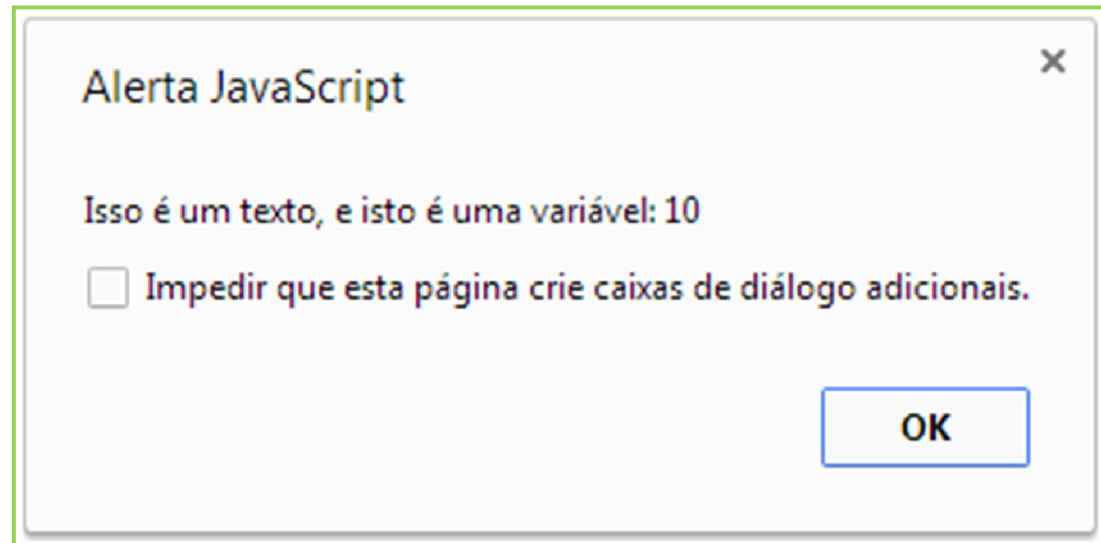 Alerta JavaScript
Isso é um texto, e isto é uma variável: 10
Impedir que esta página crie caixas de diálogo adicionais.
OK